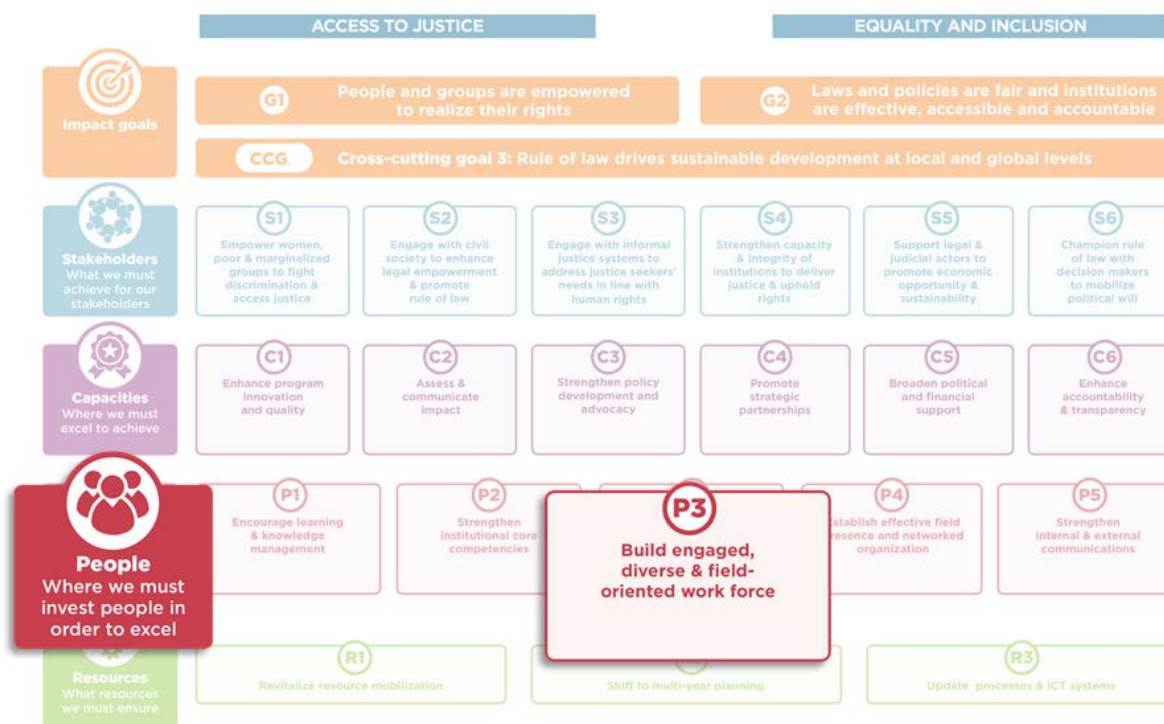 ACCESS TO JUSTICE
EQUALITY AND INCLUSION
Impact goals
G1
People and groups are empowered
to realize their rights
G2
Laws and policies are fair and institutions
are effective, accessible and accountable
CCG.
Cross-cutting goal 3: Rule of law drives sustainable development at local and global levels
Stakeholders
What we must
achieve for our
stakeholders
S1
Empower women,
poor & marginalized
groups to fight
discrimination &
access justice
S2
Engage with civil
society to enhance
legal empowerment
& promote
rule of law
S3
Engage with informal
justice systems to
address justice seekers'
needs in line with
human rights
S4
Strengthen capacity
& integrity of
institutions to deliver
justice & uphold
rights
S5
Support legal &
judicial actors to
promote economic
opportunity &
sustainability
S6
Champion rule
of law with
decision makers
to mobilize
political will
Capacities
Where we must
excel to achieve
C1
Enhance program
innovation
and quality
C2
Assess &
communicate
impact
C3
Strengthen policy
development and
advocacy
C4
Promote
strategic
partnerships
C5
Broaden political
and financial
support
C6
Enhance
accountability
& transparency
People
Where we must
invest people in
order to excel
P1
Encourage learning
& knowledge
management
P2
Strengthen
institutional core
competencies
P3
Build engaged,
diverse & field-
oriented work force
P4
effective field
and networked
organization
P5
Strengthen
internal & external
communications
Resources
What resources
we must ensure
R1
Revitalize resource mobilization
Shift to multi-year planning
R3
Update processes & ICT systems